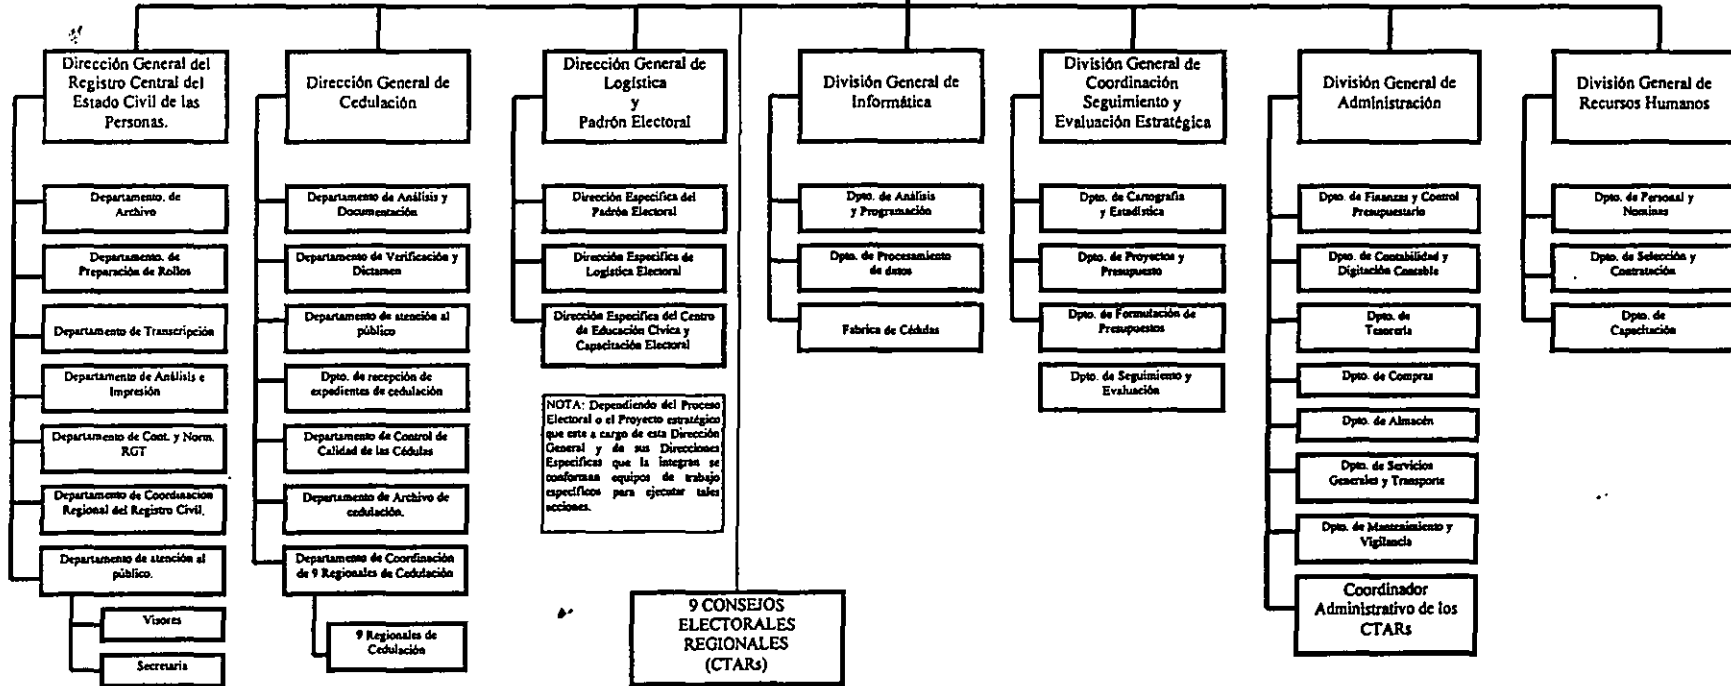 Dirección General del
Registro Central del
Estado Civil de las
Personas.
Departamento. de
Archivo
Departamento. de
Preparación de Rollos
Departamento de Transcripción
Departamento de Análisis e
Impresión
Departamento de Cont. y Norm.
RGT
Departamento de Coordinación
Regional del Registro Civil.
Departamento de atención al
público.
Visores
Secretaria
Dirección General de
Cedulación
Departamento de Análisis y
Documentación
Departamento de Verificación y
Dictamen
Departamento de atención al
público
Dpto. de recepción de
expedientes de cedulación
Departamento de Control de
Calidad de las Cédulas
Departamento de Archivo de
cedulación.
Departamento de Coordinación
de 9 Regionales de Cedulación
9 Regionales de
Cedulación
Dirección General de
Logística
y
Padrón Electoral
Dirección Especifica del
Padrón Electoral
Dirección Especifica de
Logística Electoral
Dirección Especifica del Centro
de Educación Cívica y
Capacitación Electoral
NOTA: Dependiendo del Proceso
Electoral o el Proyecto estratégico
que este a cargo de esta Dirección
General y de sus Direcciones
Especificas que la integran se
conforman equipos de trabajo
específicos para ejecutar tales
acciones.
9 CONSEJOS
ELECTORALES
REGIONALES
(CTARs)
División General de
Informática
Dpto. de Análisis
y Programación
Dpto. de Procesamiento
de datos
Fabrica de Cédulas
División General de
Coordinación
Seguimiento y
Evaluación Estratégica
Dpto. de Cartografía
y Estadística
Dpto. de Proyectos y
Presupuesto
Dpto. de Formulación de
Presupuestos
Dpto. de Seguimiento y
Evaluación
División General de
Administración
Dpto. de Finanzas y Control
Presupuestario
Dpto. de Contabilidad y
Digitación Contable
Dpto. de
Tesorería
Dpto. de Compras
Dpto. de Almacén
Dpto. de Servicios
Generales y Transporte
Dpto. de Mantenimiento y
Vigilancia
Coordinador
Administrativo de los
CTARs
División General de
Recursos Humanos
Dpto. de Personal y
Nominas
Dpto. de Selección y
Contratación
Dpto. de
Capacitación